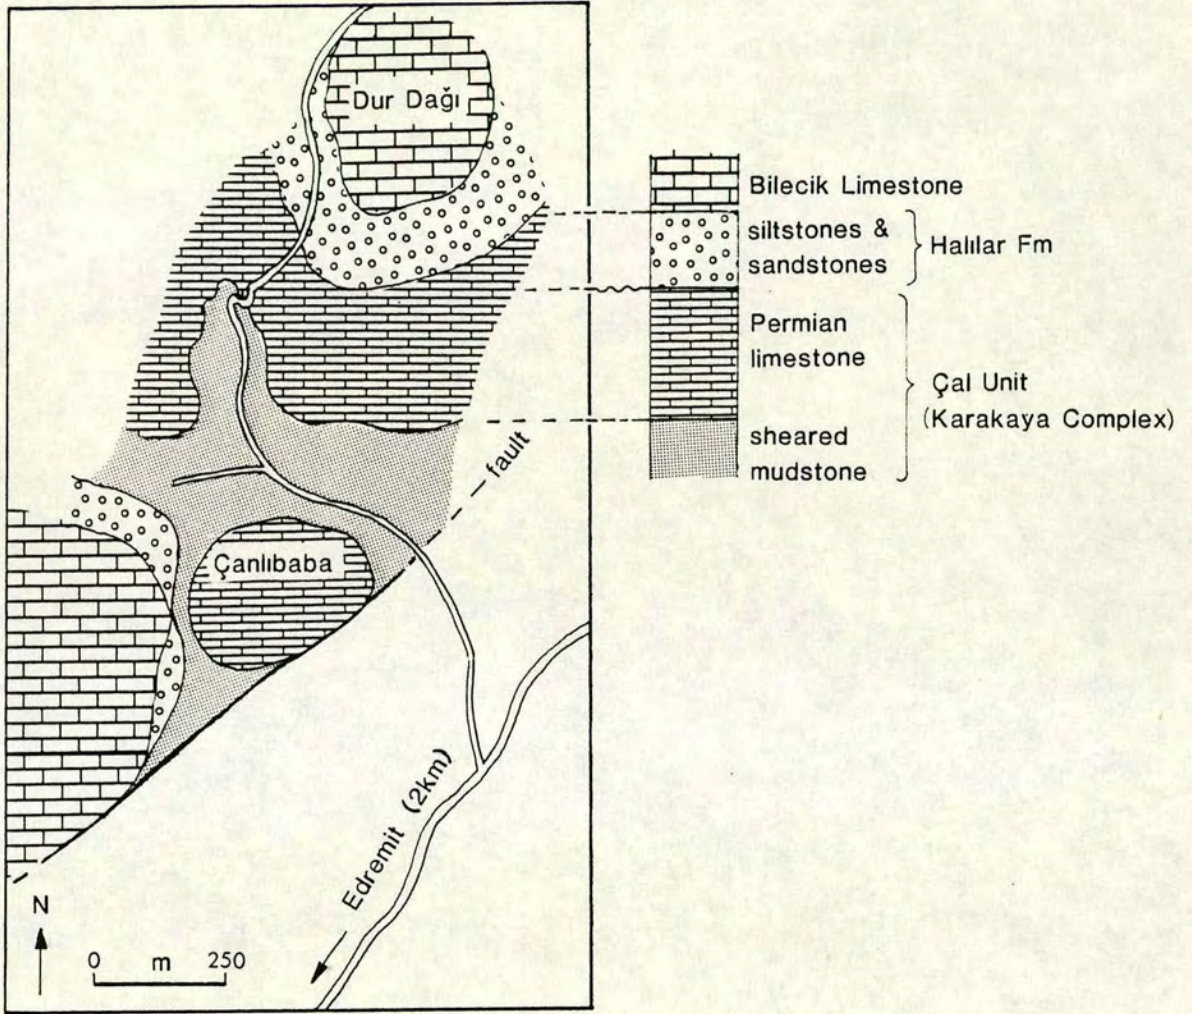 Dur Dağı
Çanlıbaba
fault
Edremit (2km)
N
0 m 250
Bilecik Limestone
siltstones &
sandstones
Halılar Fm
Permian
limestone
sheared
mudstone
Çal Unit
(Karakaya Complex)